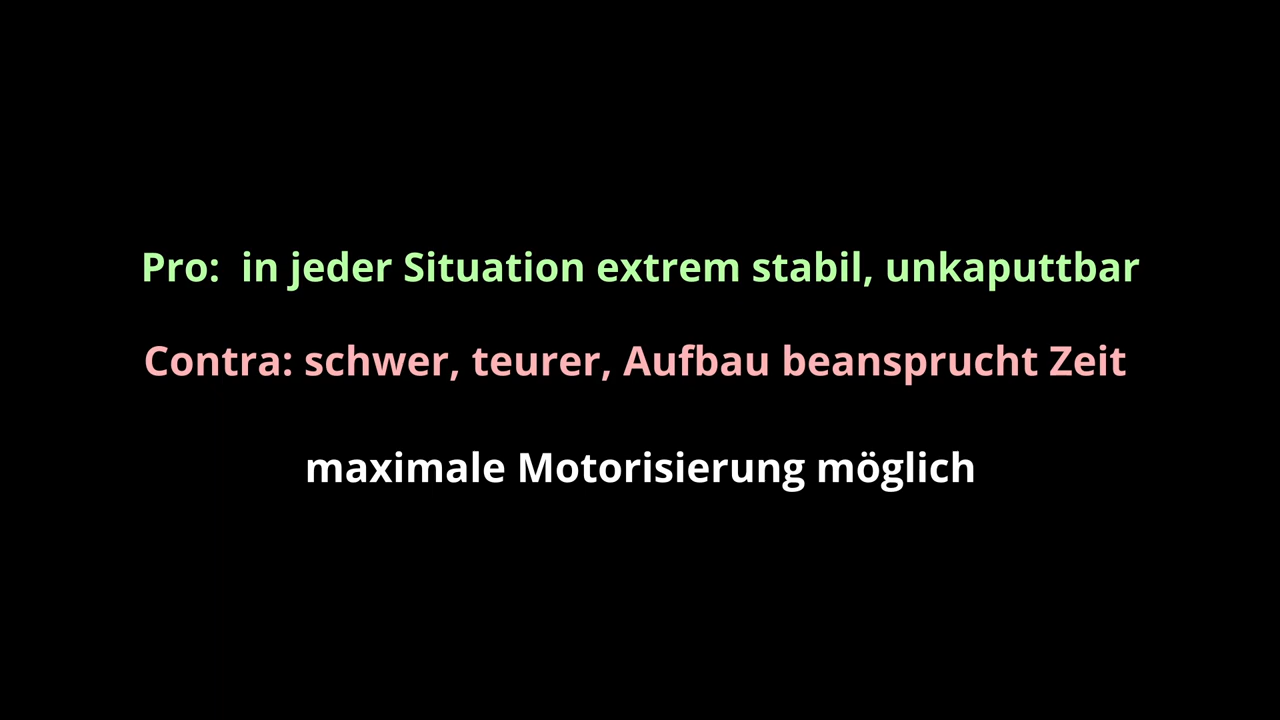 Pro:  in jeder Situation extrem stabil, unkaputtbar
Contra: schwer, teurer, Aufbau beansprucht Zeit
maximale Motorisierung möglich